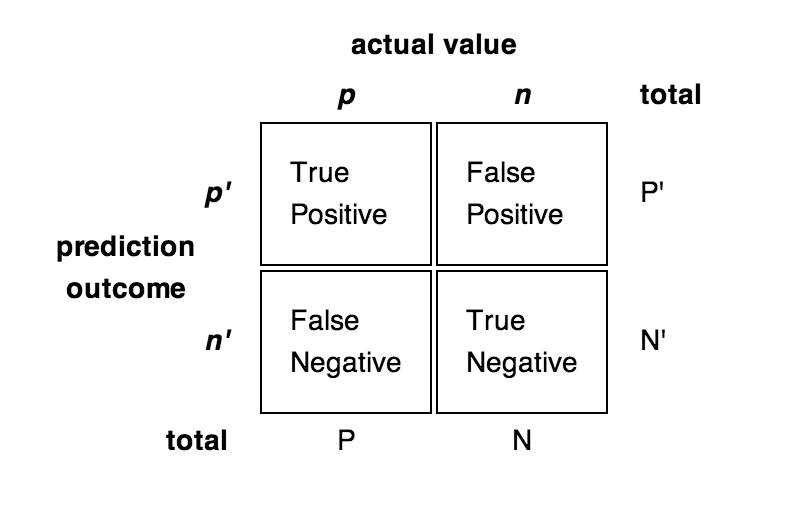 actual value
p n total
True False
p' P'
Positive Positive
prediction
outcome
False True
n' N'
Negative Negative
total P N